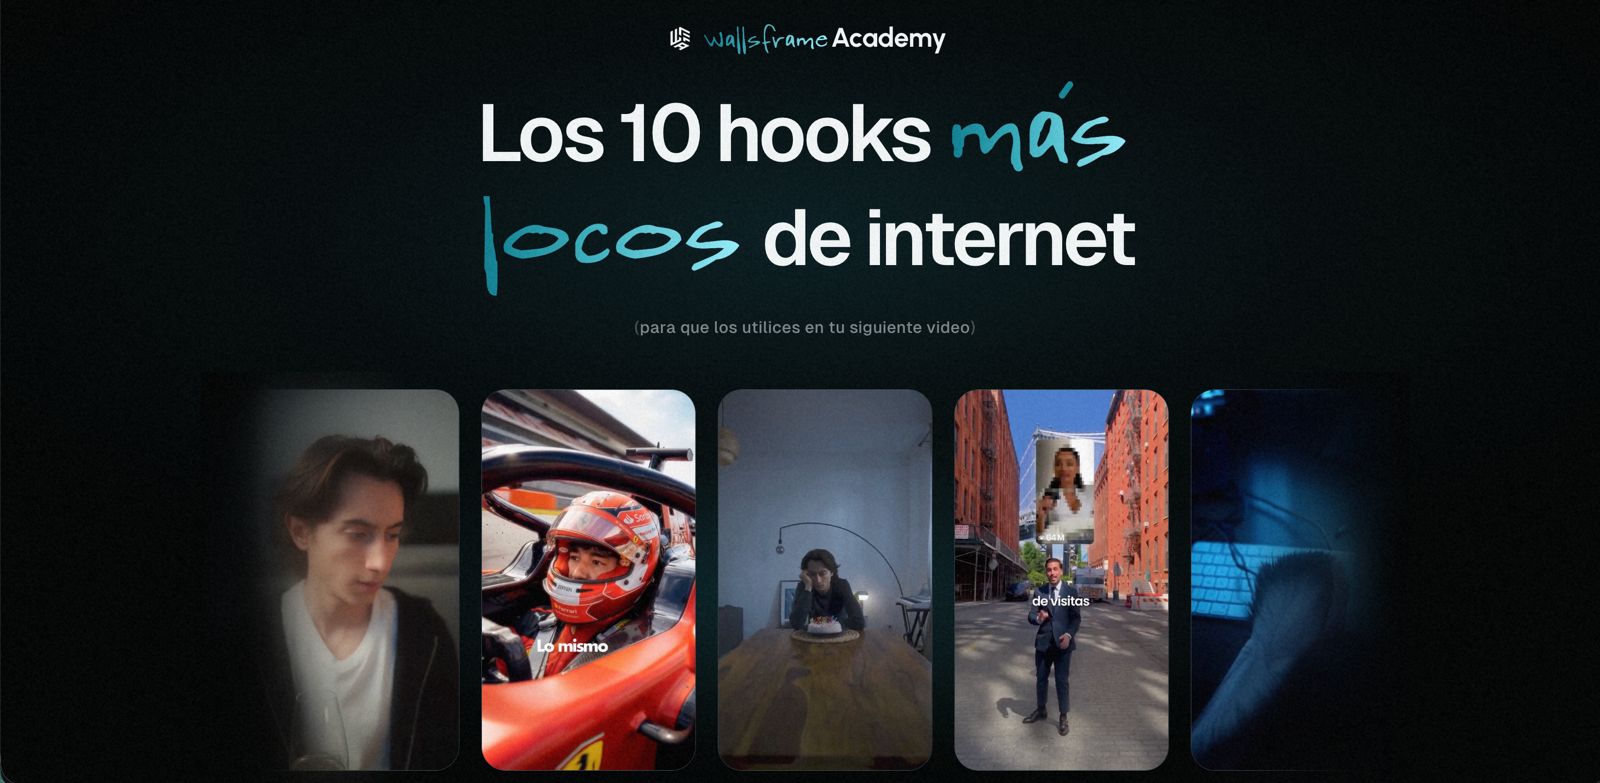 wallsframe Academy
Los 10 hooks más
locos de internet
(para que los utilices en tu siguiente video)
64M
de visitas
Lo mismo